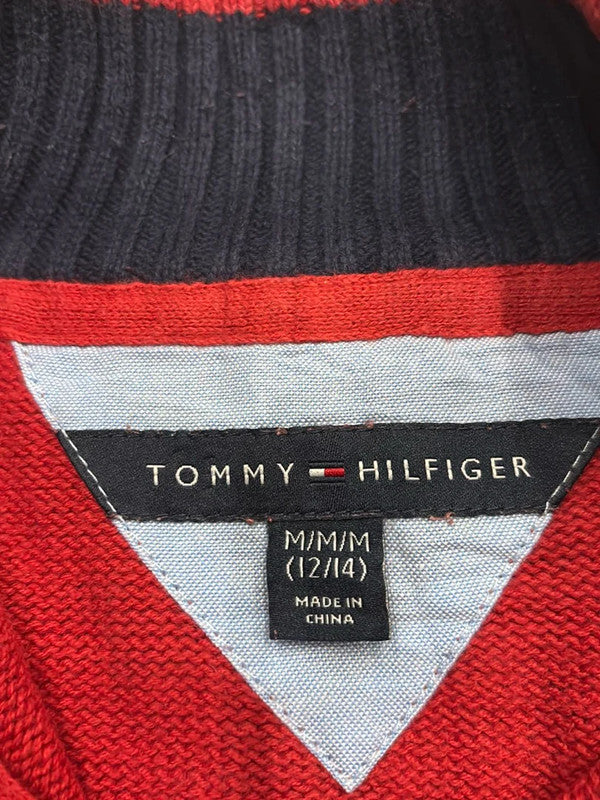 TOMMY HILFIGER
M/M/M
(12/14)
MADE IN
CHINA